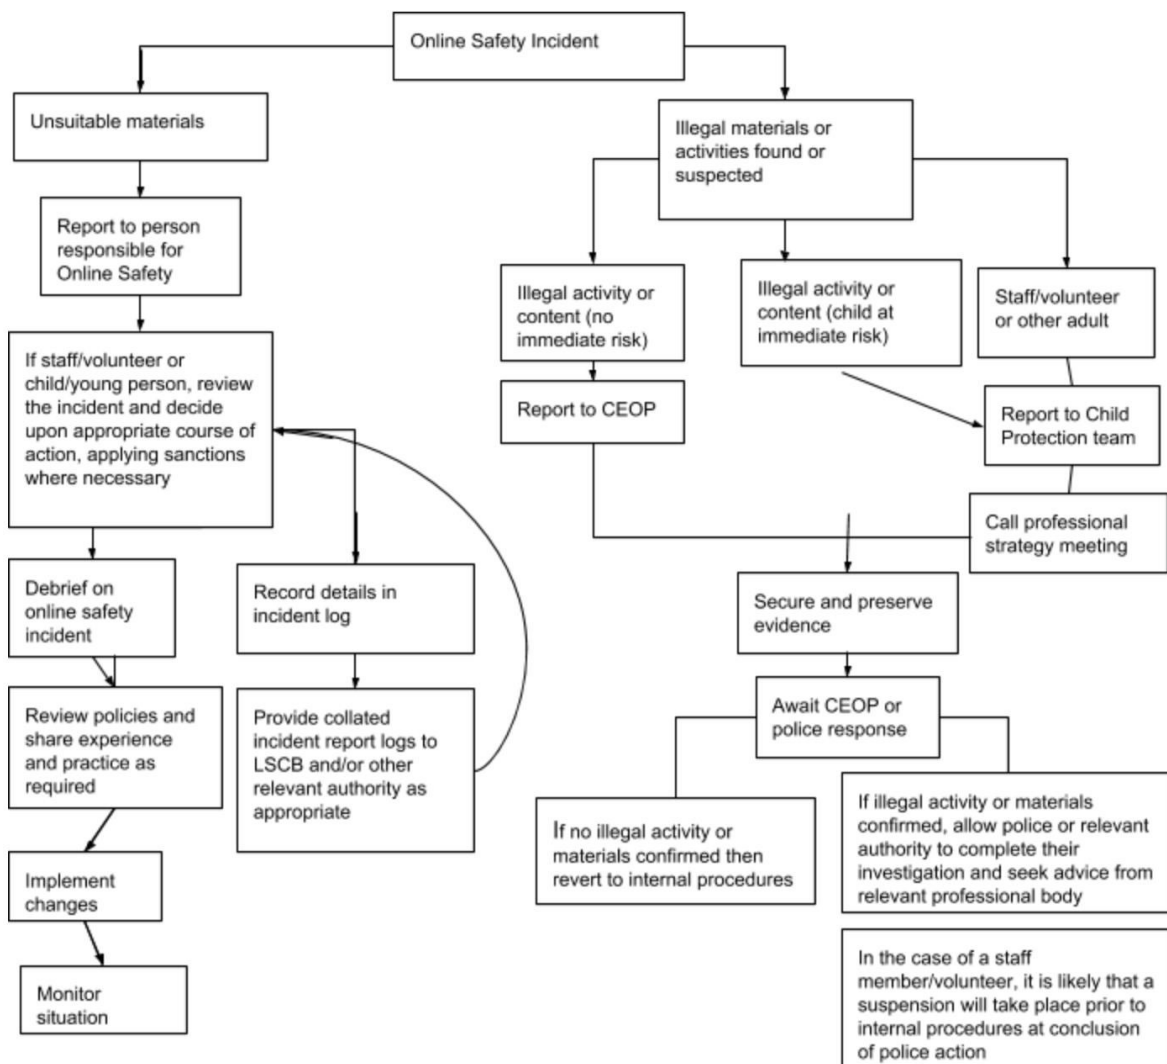 Online Safety Incident
Unsuitable materials
Illegal materials or
activities found or
suspected
Report to person
responsible for
Online Safety
Illegal activity or
content (no
immediate risk)
Illegal activity or
content (child at
immediate risk)
Staff/volunteer
or other adult
If staff/volunteer or
child/young person, review
the incident and decide
upon appropriate course of
action, applying sanctions
where necessary
Report to CEOP
Report to Child
Protection team
Call professional
strategy meeting
Debrief on
online safety
incident
Record details in
incident log
Secure and preserve
evidence
Review policies and
share experience
and practice as
required
Provide collated
incident report logs to
LSCB and/or other
relevant authority as
appropriate
Await CEOP or
police response
If no illegal activity or
materials confirmed then
revert to internal procedures
If illegal activity or materials
confirmed, allow police or relevant
authority to complete their
investigation and seek advice from
relevant professional body
Implement
changes
Monitor
situation
In the case of a staff
member/volunteer, it is likely that a
suspension will take place prior to
internal procedures at conclusion
of police action